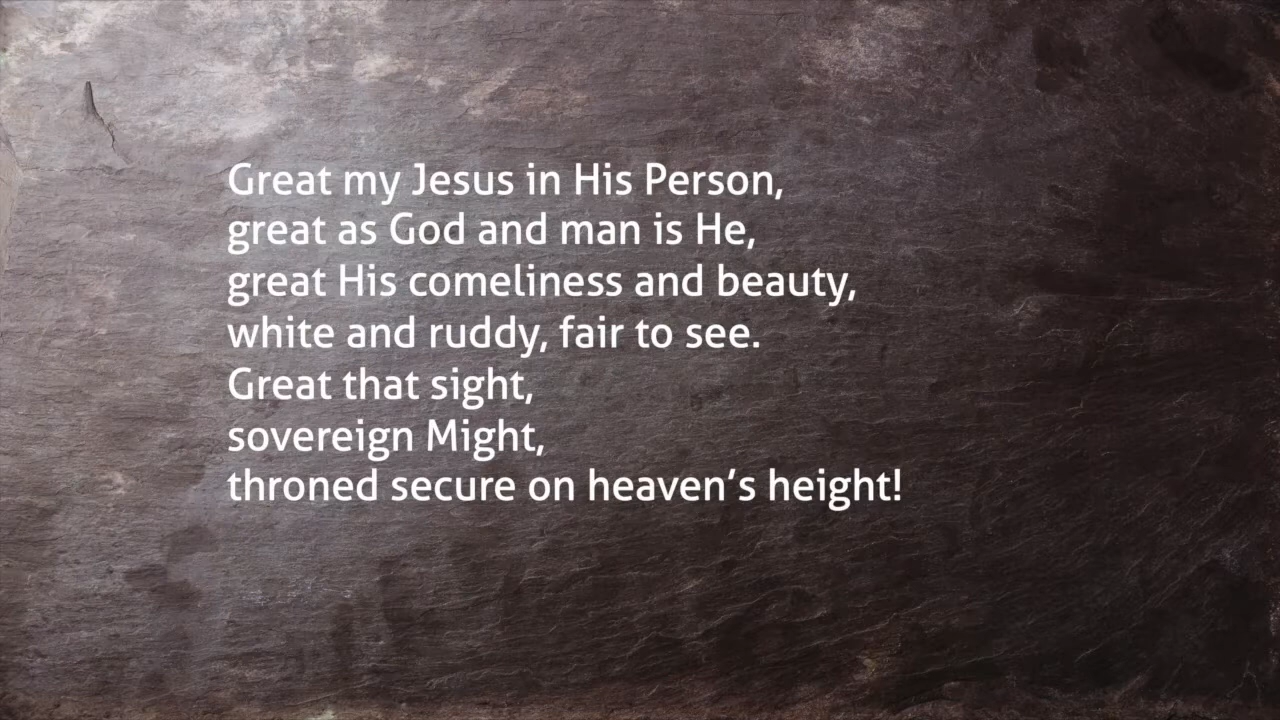 Great my Jesus in His Person,
great as God and man is He,
great His comeliness and beauty,
white and ruddy, fair to see.
Great that sight,
sovereign Might,
throned secure on heaven’s height!